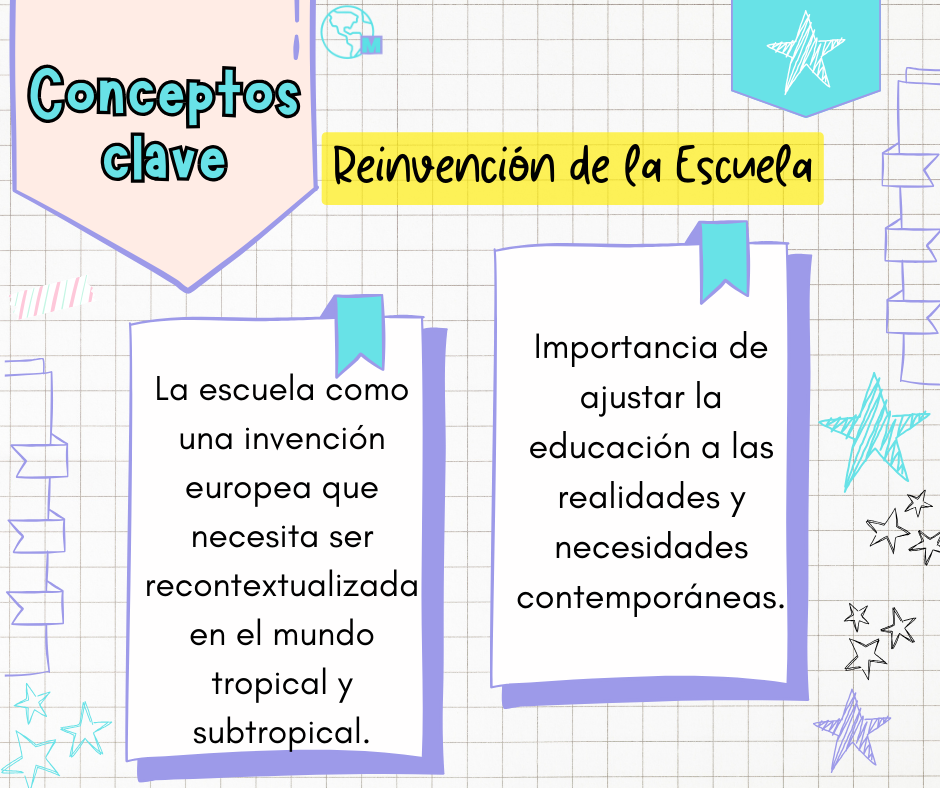 Conceptos
clave
M
Reinvención de la Escuela
La escuela como
una invención
europea que
necesita ser
recontextualizada
en el mundo
tropical y
subtropical.
Importancia de
ajustar la
educación a las
realidades y
necesidades
contemporáneas.